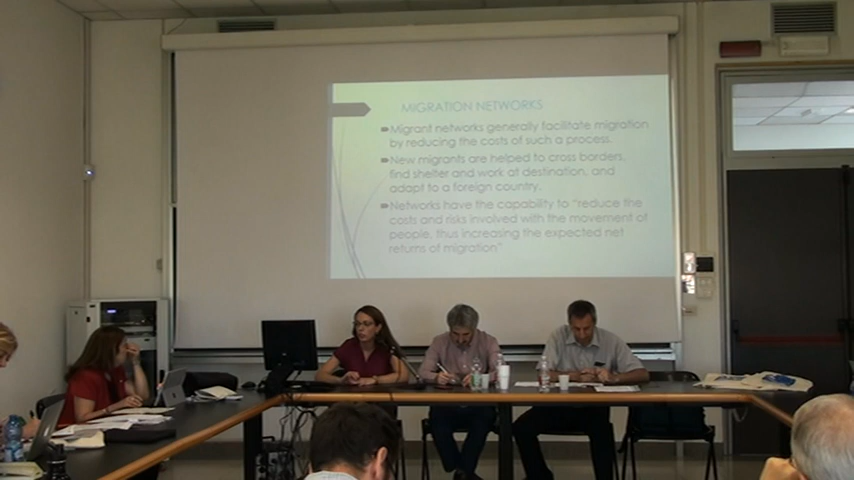 MIGRATION NETWORKS
Migrant networks generally facilitate migration
by reducing the costs of such a process.
New migrants are helped to cross borders,
find shelter and work at destination, and
adapt to a foreign country.
Networks have the capability to "reduce the
costs and risks involved with the movement of
people, thus increasing the expected net
returns of migration"